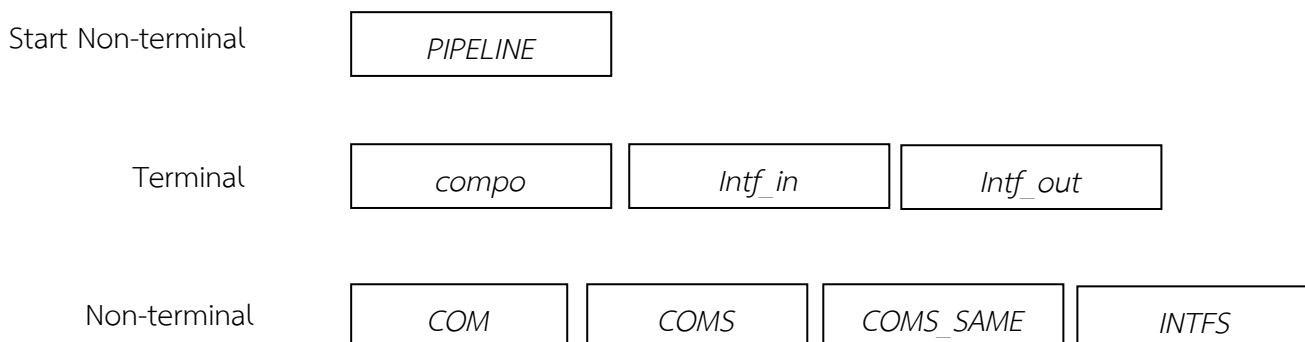 Start Non-terminal PIPELINE
Terminal compo Intf_in Intf_out
Non-terminal COM COMS COMS_SAME INTFS